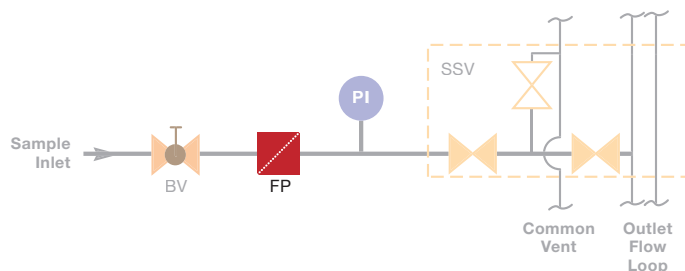 PI
SSV
Sample
Inlet
BV
FP
Common
Vent
Outlet
Flow
Loop